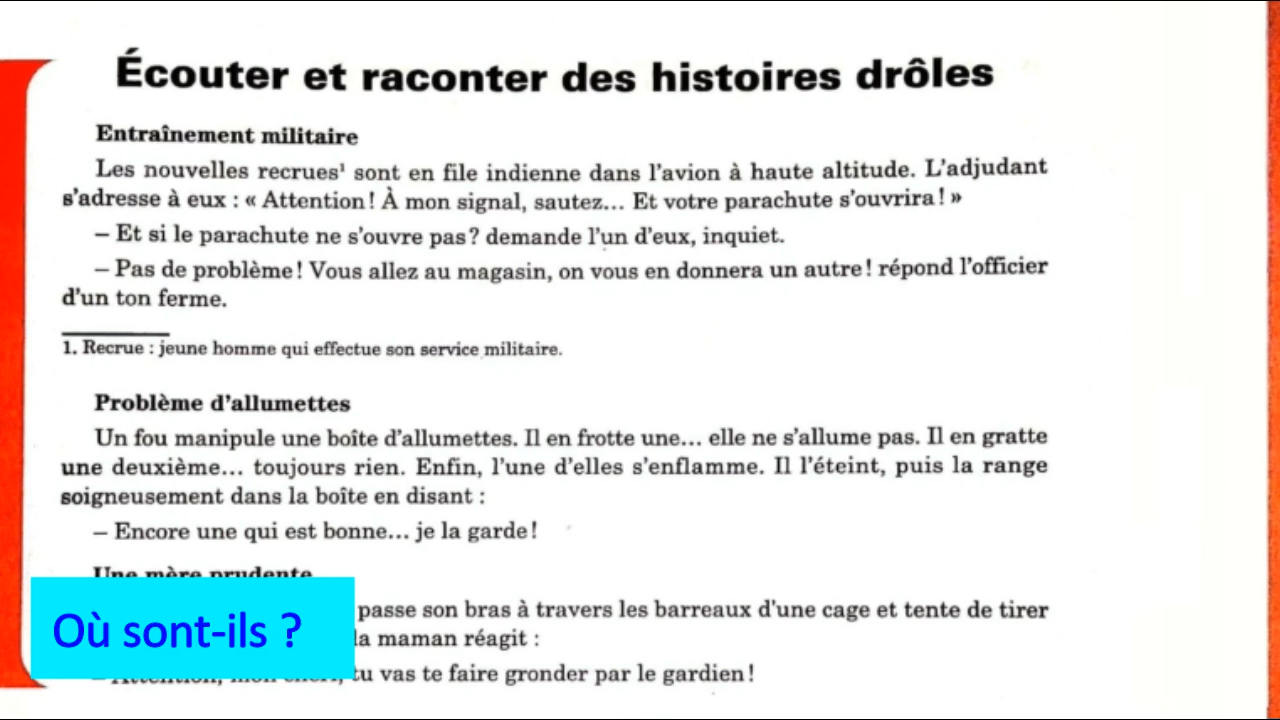 Écouter et raconter des histoires drôles
Entraînement militaire
Les nouvelles recrues¹ sont en file indienne dans l'avion à haute altitude. L'adjudant
s'adresse à eux : « Attention ! À mon signal, sautez... Et votre parachute s'ouvrira ! »
– Et si le parachute ne s'ouvre pas ? demande l'un d'eux, inquiet.
– Pas de problème ! Vous allez au magasin, on vous en donnera un autre ! répond l'officier
d'un ton ferme.
1. Recrue : jeune homme qui effectue son service militaire.
Problème d'allumettes
Un fou manipule une boîte d'allumettes. Il en frotte une... elle ne s'allume pas. Il en gratte
une deuxième... toujours rien. Enfin, l'une d'elles s'enflamme. Il l'éteint, puis la range
soigneusement dans la boîte en disant :
– Encore une qui est bonne... je la garde !
Une mère prudente
passe son bras à travers les barreaux d'une cage et tente de tirer
la maman réagit :
– Attention, mon chéri, tu vas te faire gronder par le gardien !
Où sont-ils ?